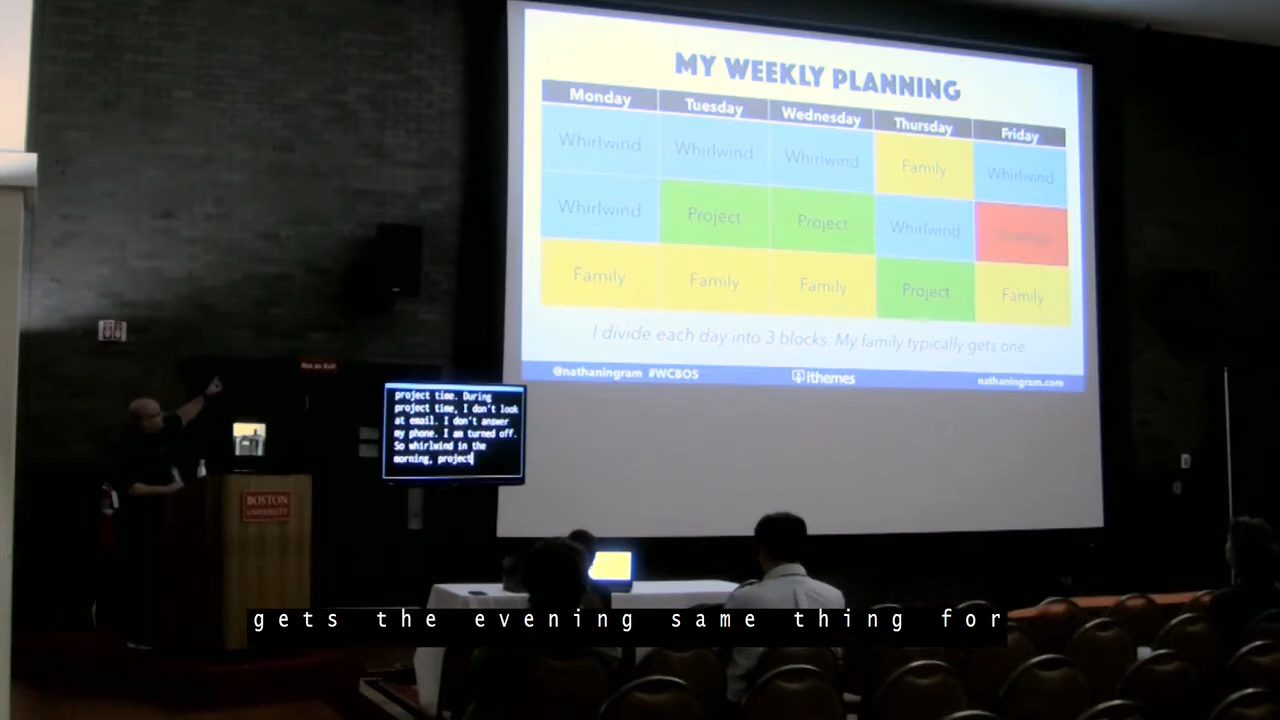 MY WEEKLY PLANNING
Monday Tuesday Wednesday Thursday Friday
Whirlwind Whirlwind Whirlwind Family Whirlwind
Whirlwind Project Project Whirlwind
Family Family Family Project Family
I divide each day into 3 blocks. My family typically gets one
@nathaningram #WCBOS iThemes nathaningram.com
Not an Exit
project time. During
project time, I don't look
at email. I don't answer
my phone. I am turned off.
So whirlwind in the
morning, project
BOSTON
UNIVERSITY
gets the evening same thing for